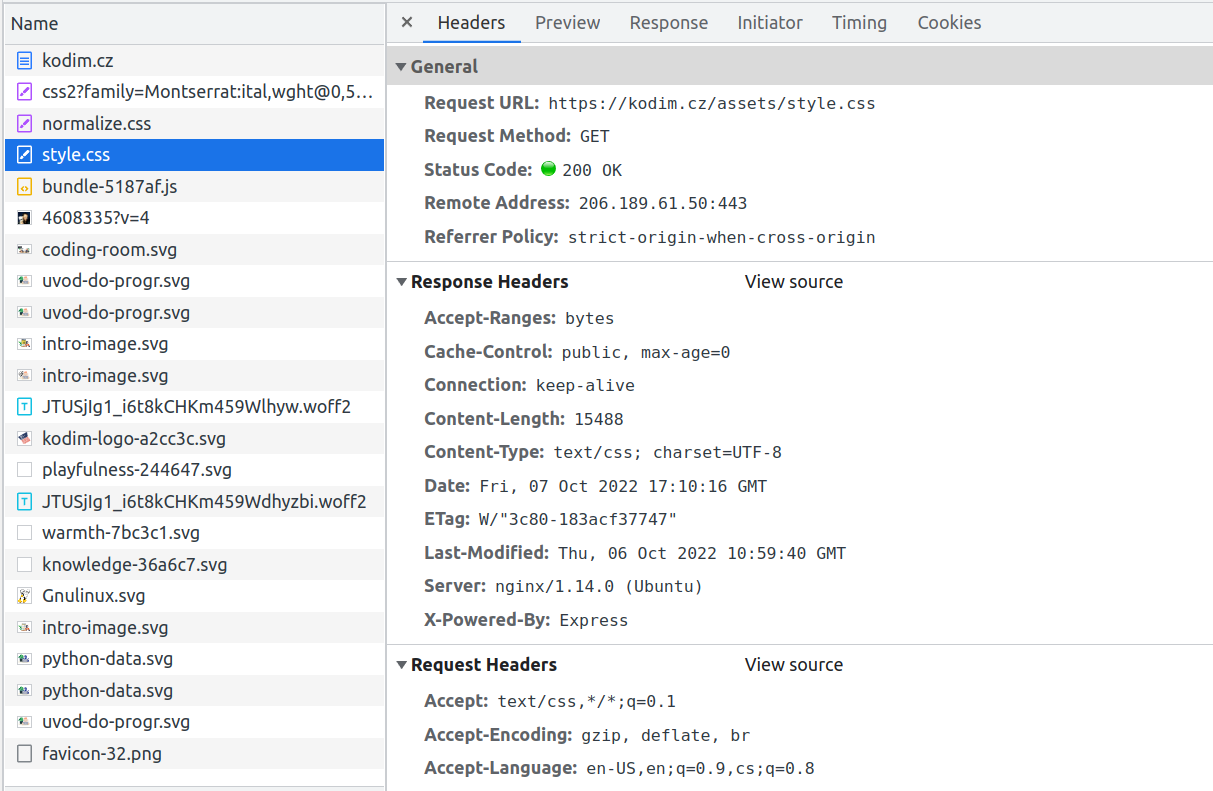 Name
kodim.cz
css2?family=Montserrat:ital,wght@0,5…
normalize.css
style.css
bundle-5187af.js
4608335?v=4
coding-room.svg
uvod-do-progr.svg
uvod-do-progr.svg
intro-image.svg
intro-image.svg
JTUSjIg1_i6t8kCHKm459Wlhyw.woff2
kodim-logo-a2cc3c.svg
playfulness-244647.svg
JTUSjIg1_i6t8kCHKm459Wdhyzbi.woff2
warmth-7bc3c1.svg
knowledge-36a6c7.svg
Gnulinux.svg
intro-image.svg
python-data.svg
python-data.svg
uvod-do-progr.svg
favicon-32.png
× Headers Preview Response Initiator Timing Cookies
General
Request URL: https://kodim.cz/assets/style.css
Request Method: GET
Status Code: 200 OK
Remote Address: 206.189.61.50:443
Referrer Policy: strict-origin-when-cross-origin
Response Headers View source
Accept-Ranges: bytes
Cache-Control: public, max-age=0
Connection: keep-alive
Content-Length: 15488
Content-Type: text/css; charset=UTF-8
Date: Fri, 07 Oct 2022 17:10:16 GMT
ETag: W/"3c80-183acf37747"
Last-Modified: Thu, 06 Oct 2022 10:59:40 GMT
Server: nginx/1.14.0 (Ubuntu)
X-Powered-By: Express
Request Headers View source
Accept: text/css,*/*;q=0.1
Accept-Encoding: gzip, deflate, br
Accept-Language: en-US,en;q=0.9,cs;q=0.8